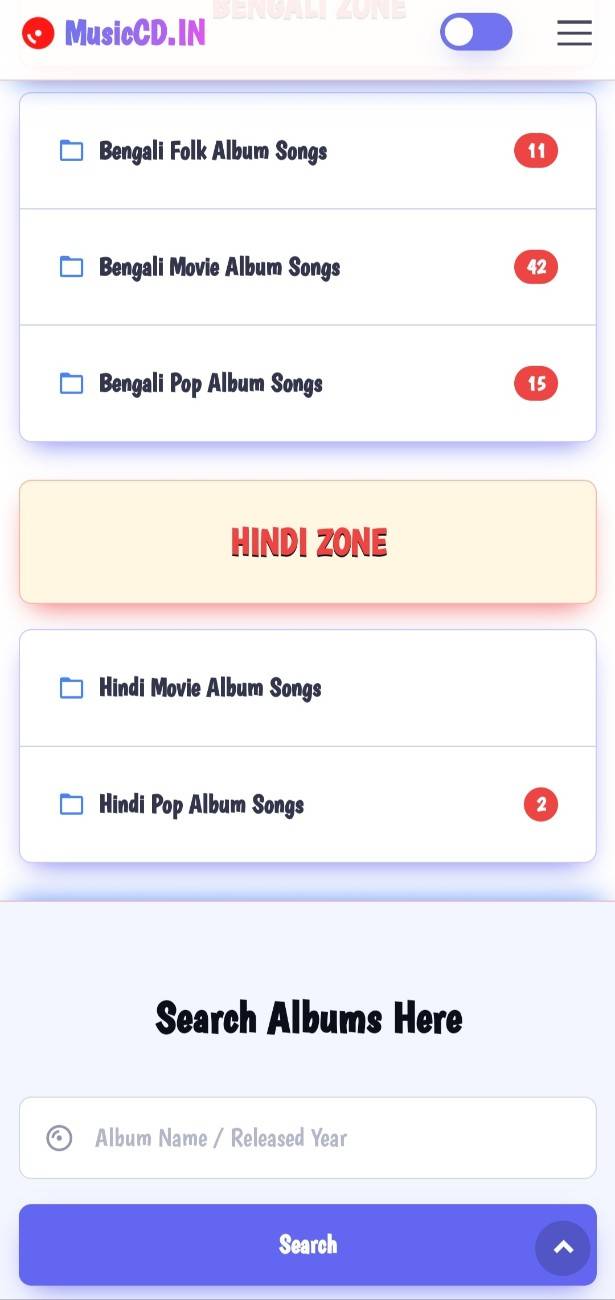 BENGALI ZONE
MusicCD.IN
Bengali Folk Album Songs 11
Bengali Movie Album Songs 42
Bengali Pop Album Songs 15
HINDI ZONE
Hindi Movie Album Songs
Hindi Pop Album Songs 2
Search Albums Here
Album Name / Released Year
Search